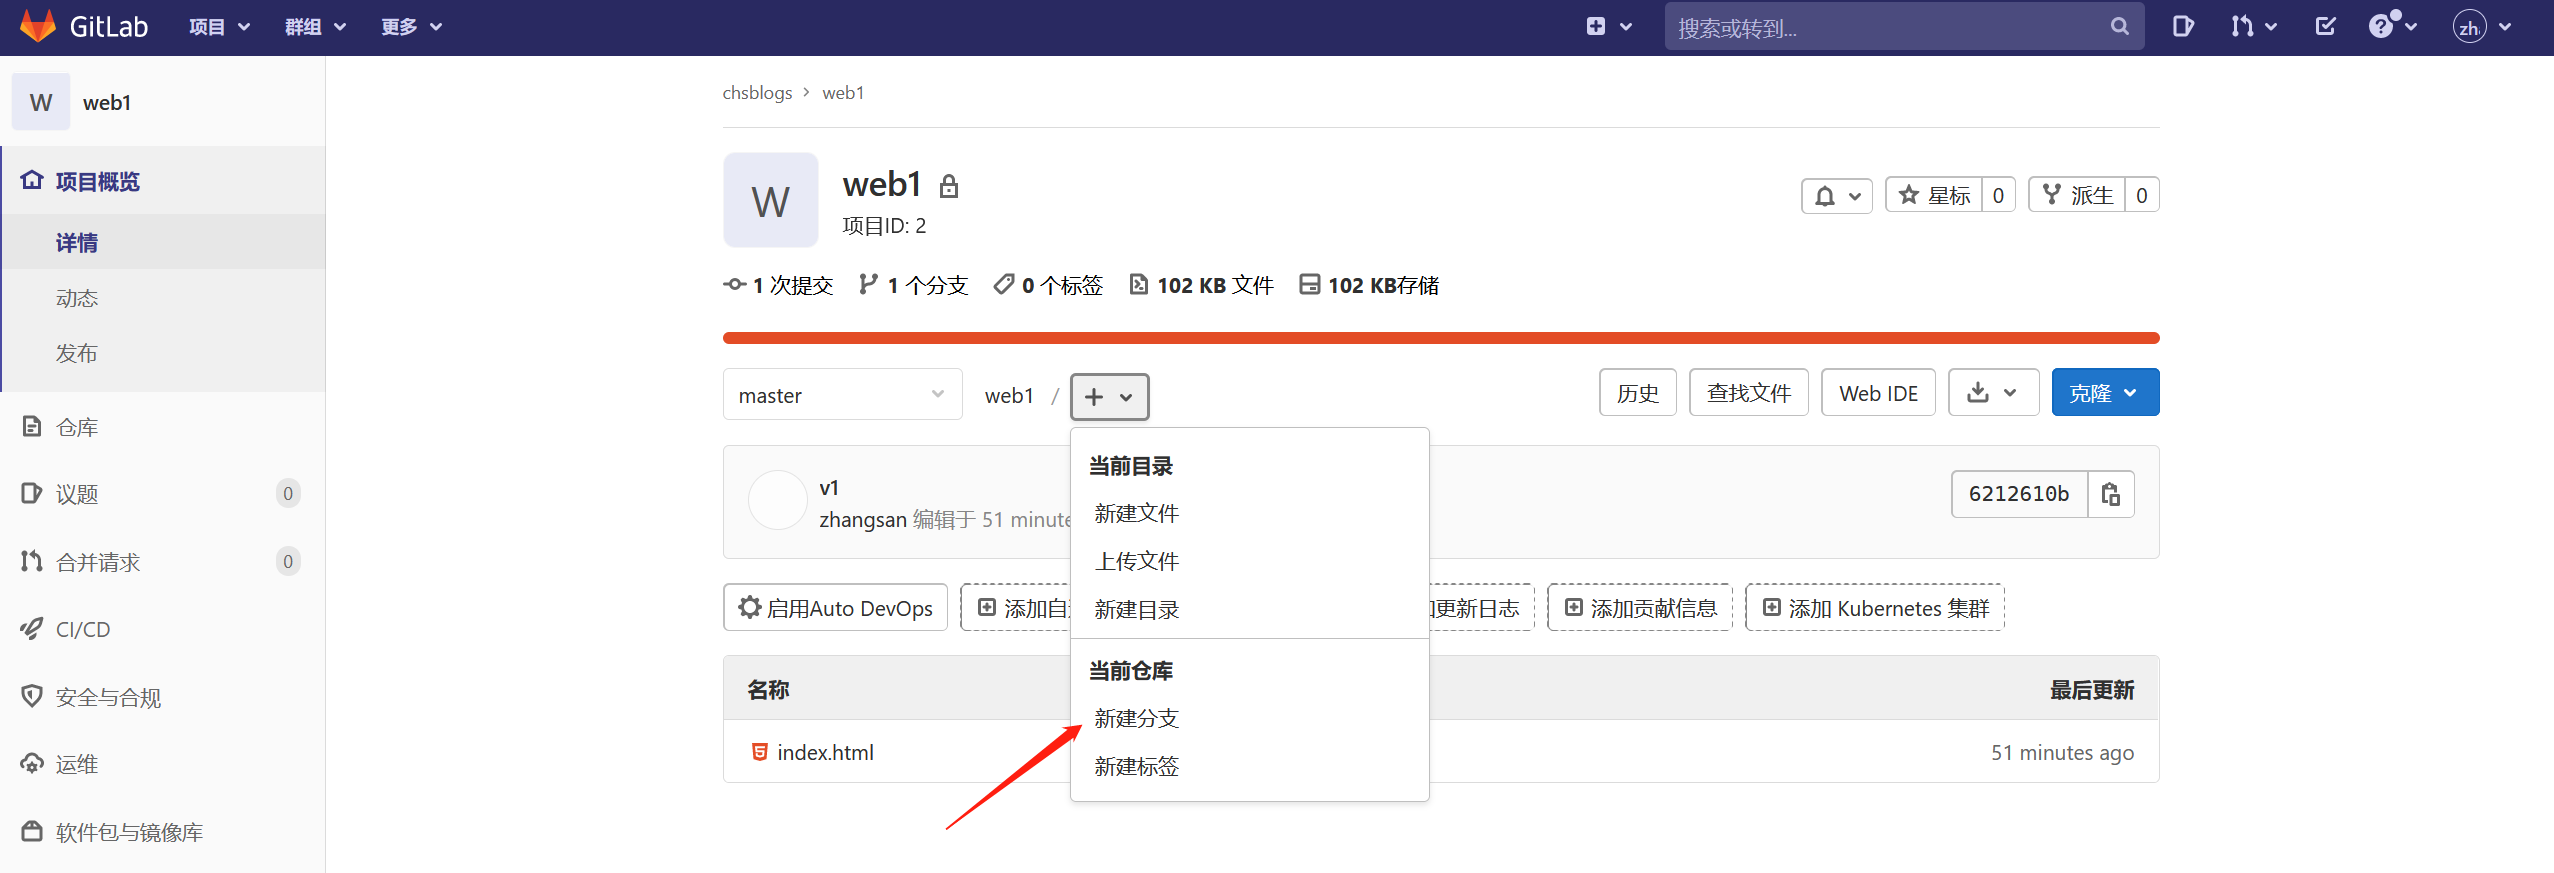 GitLab 项目 群组 更多 搜索或转到... zh
W web1
项目概览
详情
动态
发布
仓库
议题 0
合并请求 0
CI/CD
安全与合规
运维
软件包与镜像库
chsblogs > web1
W
web1
项目ID: 2
星标 0 派生 0
1 次提交 1 个分支 0 个标签 102 KB 文件 102 KB存储
master web1 / + 历史 查找文件 Web IDE 克隆
v1
zhangsan 编辑于 51
6212610b
当前目录
新建文件
上传文件
新建目录
当前仓库
新建分支
新建标签
启用Auto DevOps 添加自 更新日志 添加贡献信息 添加 Kubernetes 集群
名称 最后更新
index.html 51 minutes ago